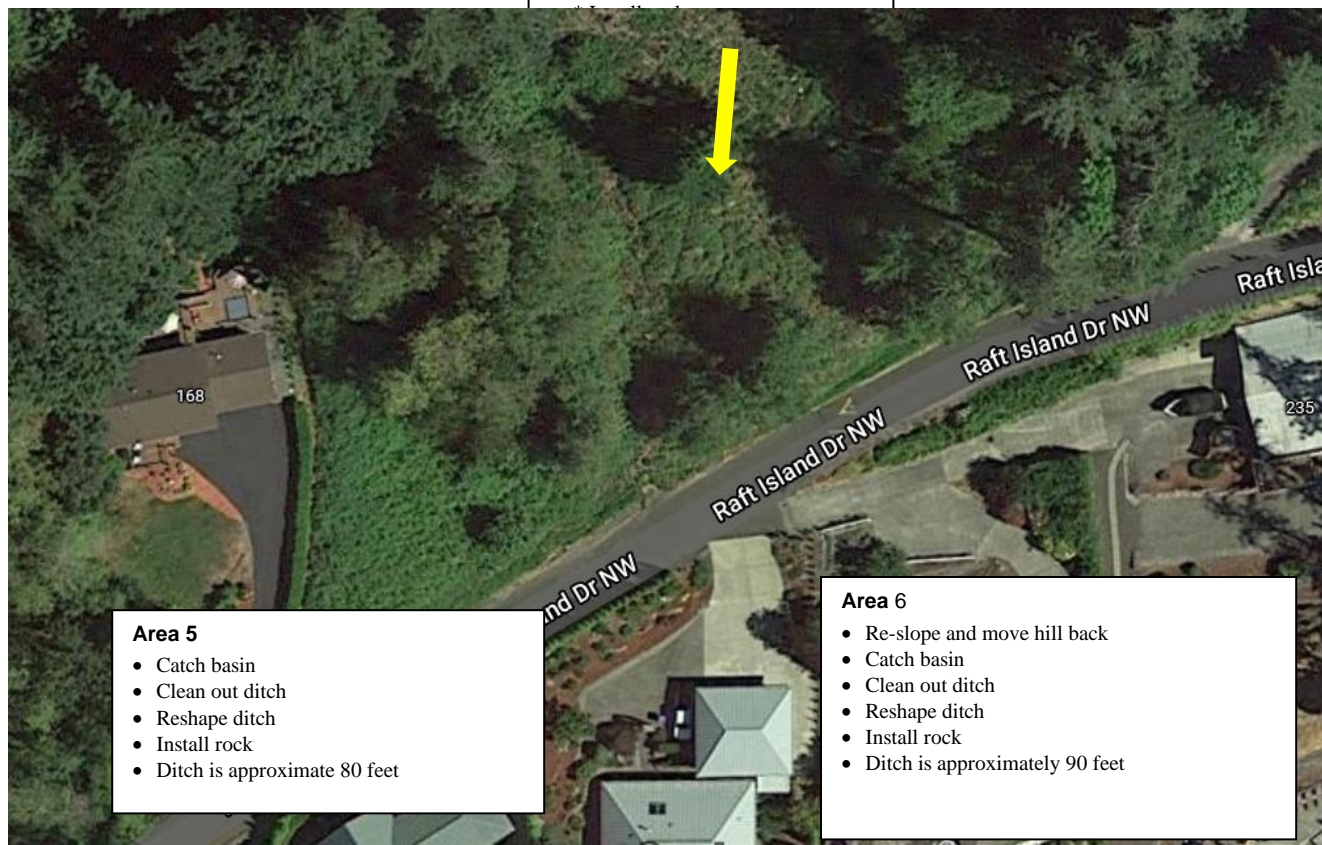 168
Raft Isla
Raft Island Dr NW
235
Raft Island Dr NW
nd Dr NW
Area 5
• Catch basin
• Clean out ditch
• Reshape ditch
• Install rock
• Ditch is approximate 80 feet
Area 6
• Re-slope and move hill back
• Catch basin
• Clean out ditch
• Reshape ditch
• Install rock
• Ditch is approximately 90 feet